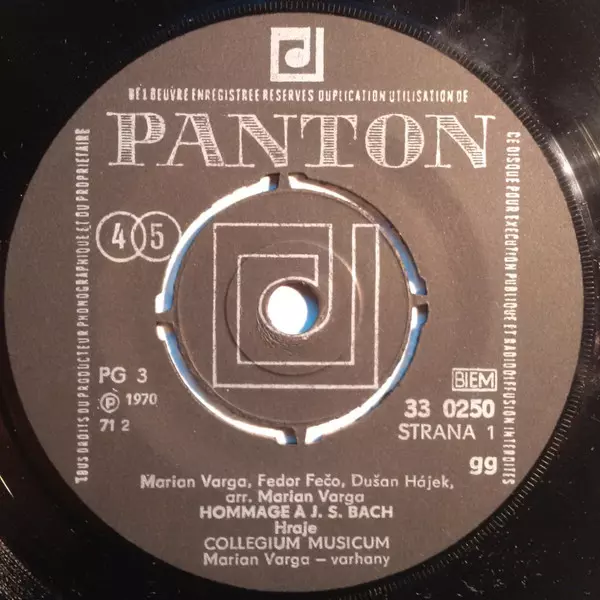 BÉS OEUVRE ENREGISTREE RESERVES DUPLICATION UTILISATION DE
PANTON
TOUS DROITS DU PRODUCTEUR PHONOGRAPHIQUE ET DU PROPRIETAIRE
CE DISQUE POUR EXECUTION PUBLIQUE ET RADIODIFFUSION INTERDITES
45
PG 3
Ⓟ 1970
71 2
BIEM
33 0250
STRANA 1
99
Marian Varga, Fedor Fečo, Dušan Hájek,
arr. Marian Varga
HOMMAGE À J. S. BACH
Hraje
COLLEGIUM MUSICUM
Marian Varga – varhany